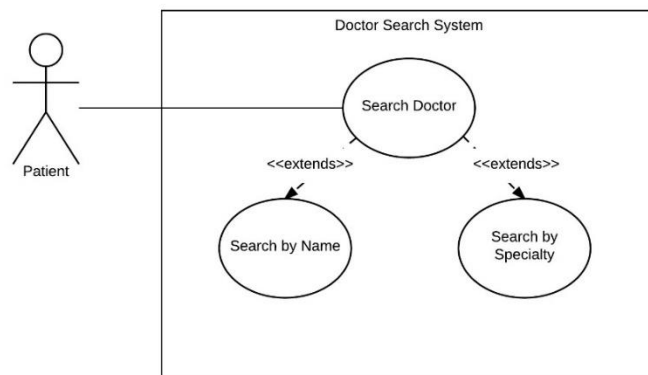 Doctor Search System
Search Doctor
Patient
<<extends>>
<<extends>>
Search by Name
Search by
Specialty